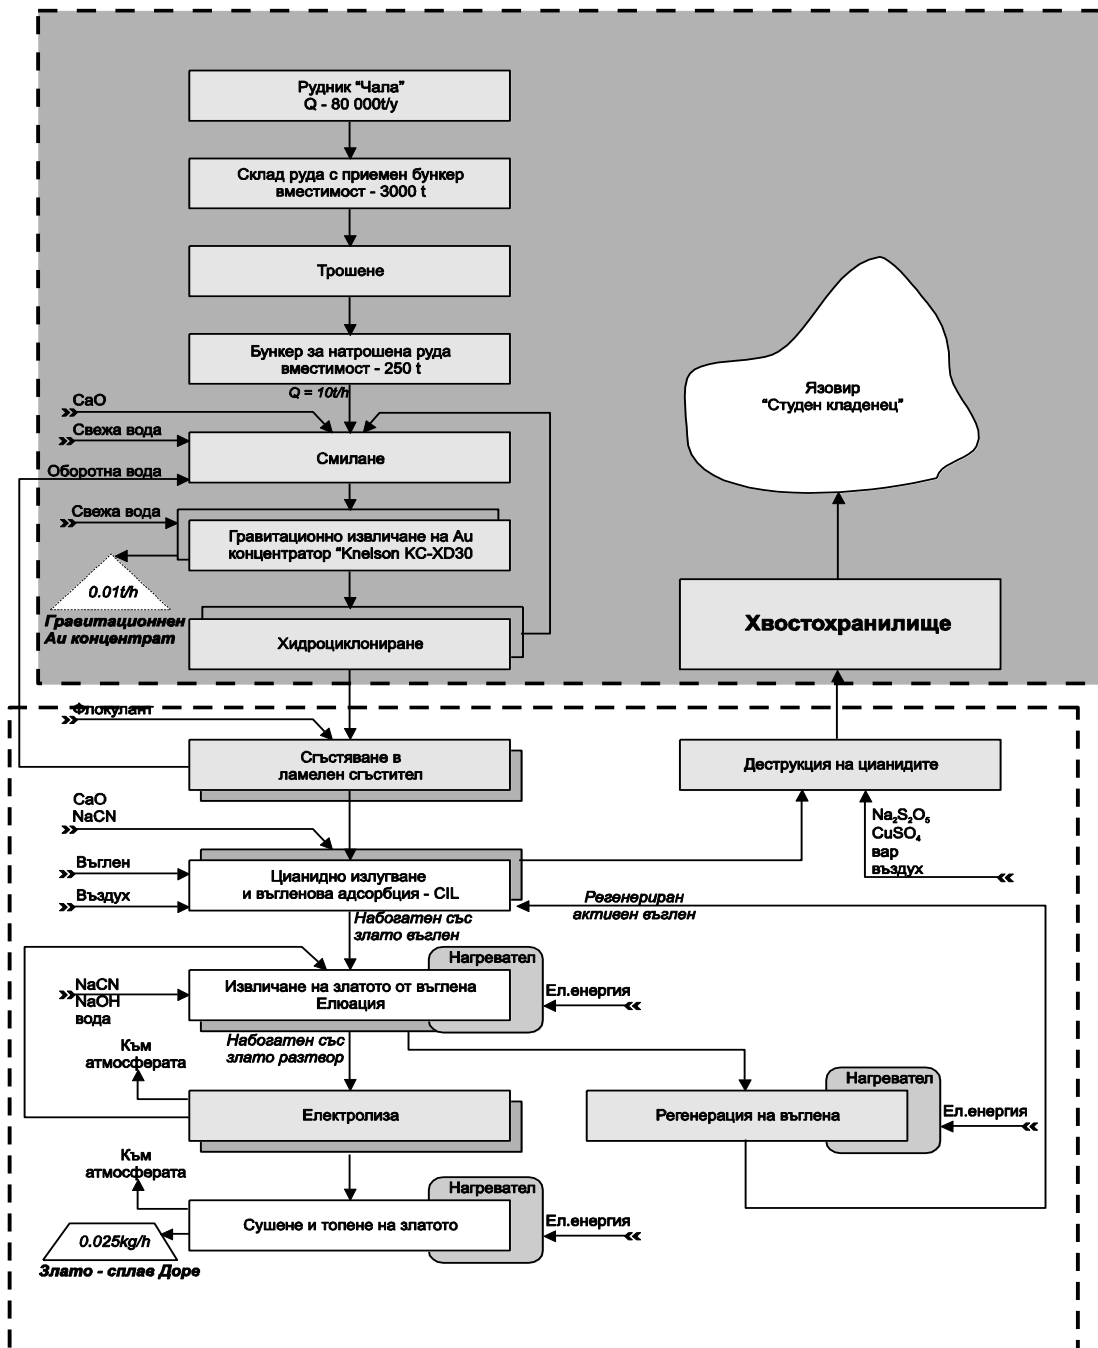 Рудник “Чала”
Q - 80 000t/y
Склад руда с приемен бункер
вместимост - 3000 t
Трошене
Бункер за натрошена руда
вместимост - 250 t
Q = 10t/h
CaO
Свежа вода
Смилане
Оборотна вода
Свежа вода
Гравитационно извличане на Au
концентратор “Knelson KC-XD30
0.01t/h
Гравитационнен
Au концентрат
Хидроциклониране
Язовир
“Студен кладенец”
Хвостохранилище
Флокулант
Сгъстяване в
ламелен сгъстител
Деструкция на цианидите
CaO
NaCN
Na₂S₂O₅
CuSO₄
вар
въздух
Въглен
Цианидно излугване
и въгленова адсорбция - CIL
Въздух
Регенериран
активен въглен
Набогатен със
злато въглен
Нагревател
NaCN
NaOH
вода
Извличане на златото от въглена
Елюация
Ел.енергия
Набогатен със
злато разтвор
Към
атмосферата
Електролиза
Нагревател
Регенерация на въглена
Ел.енергия
Към
атмосферата
Нагревател
Сушене и топене на златото
Ел.енергия
0.025kg/h
Злато - сплав Доре